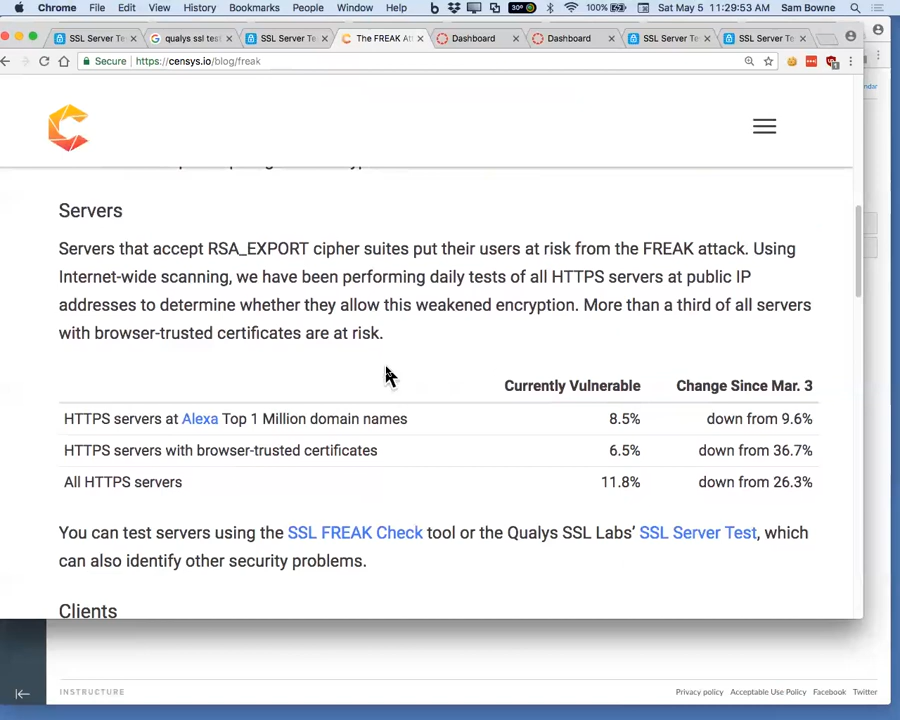 Chrome File Edit View History Bookmarks People Window Help 30° 100% Sat May 5 11:29:53 AM Sam Bowne
SSL Server Te qualys ssl test SSL Server Te The FREAK At Dashboard Dashboard SSL Server Te SSL Server Te
Secure https://censys.io/blog/freak
Servers
Servers that accept RSA_EXPORT cipher suites put their users at risk from the FREAK attack. Using
Internet-wide scanning, we have been performing daily tests of all HTTPS servers at public IP
addresses to determine whether they allow this weakened encryption. More than a third of all servers
with browser-trusted certificates are at risk.
Currently Vulnerable Change Since Mar. 3
HTTPS servers at Alexa Top 1 Million domain names 8.5% down from 9.6%
HTTPS servers with browser-trusted certificates 6.5% down from 36.7%
All HTTPS servers 11.8% down from 26.3%
You can test servers using the SSL FREAK Check tool or the Qualys SSL Labs' SSL Server Test, which
can also identify other security problems.
Clients
INSTRUCTURE Privacy policy Acceptable Use Policy Facebook Twitter